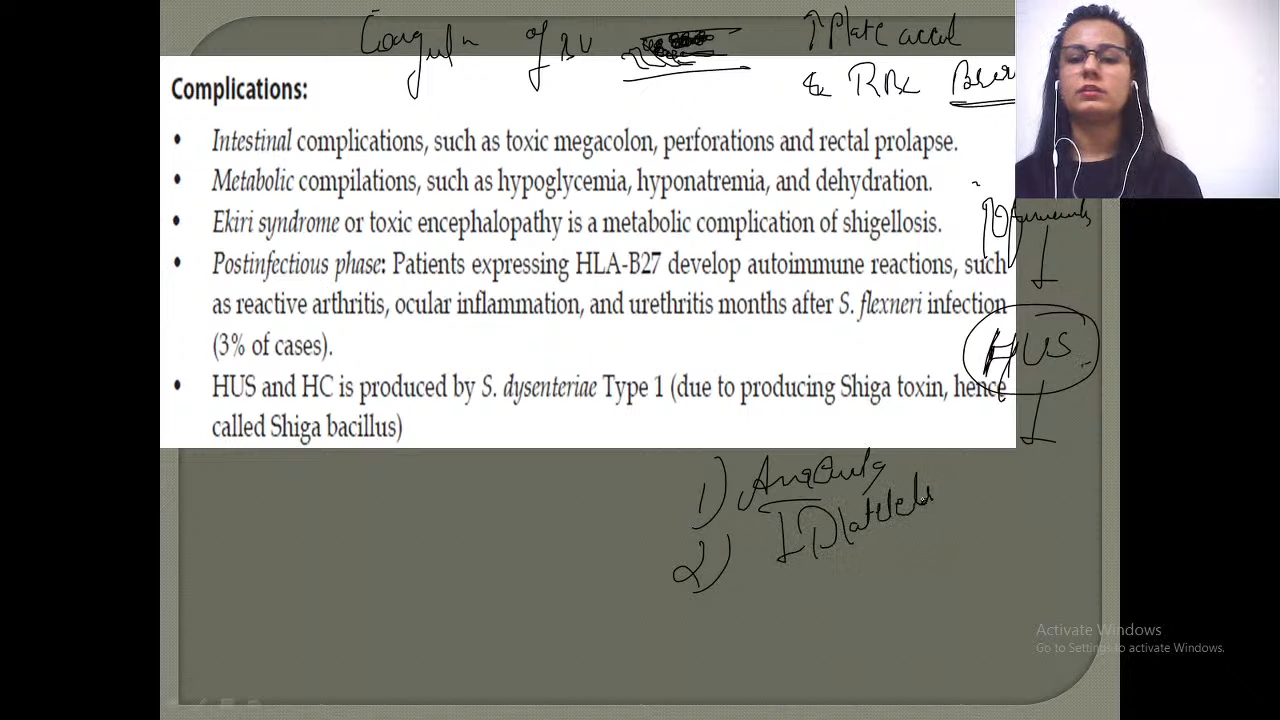 of BV
& RBC
Complications:
• Intestinal complications, such as toxic megacolon, perforations and rectal prolapse.
• Metabolic compilations, such as hypoglycemia, hyponatremia, and dehydration.
• Ekiri syndrome or toxic encephalopathy is a metabolic complication of shigellosis.
• Postinfectious phase: Patients expressing HLA-B27 develop autoimmune reactions, such
as reactive arthritis, ocular inflammation, and urethritis months after S. flexneri infection
(3% of cases).
HUS
• HUS and HC is produced by S. dysenteriae Type 1 (due to producing Shiga toxin, hence
called Shiga bacillus)
1)
2) ↓Platelets
Activate Windows
Go to Settings to activate Windows.